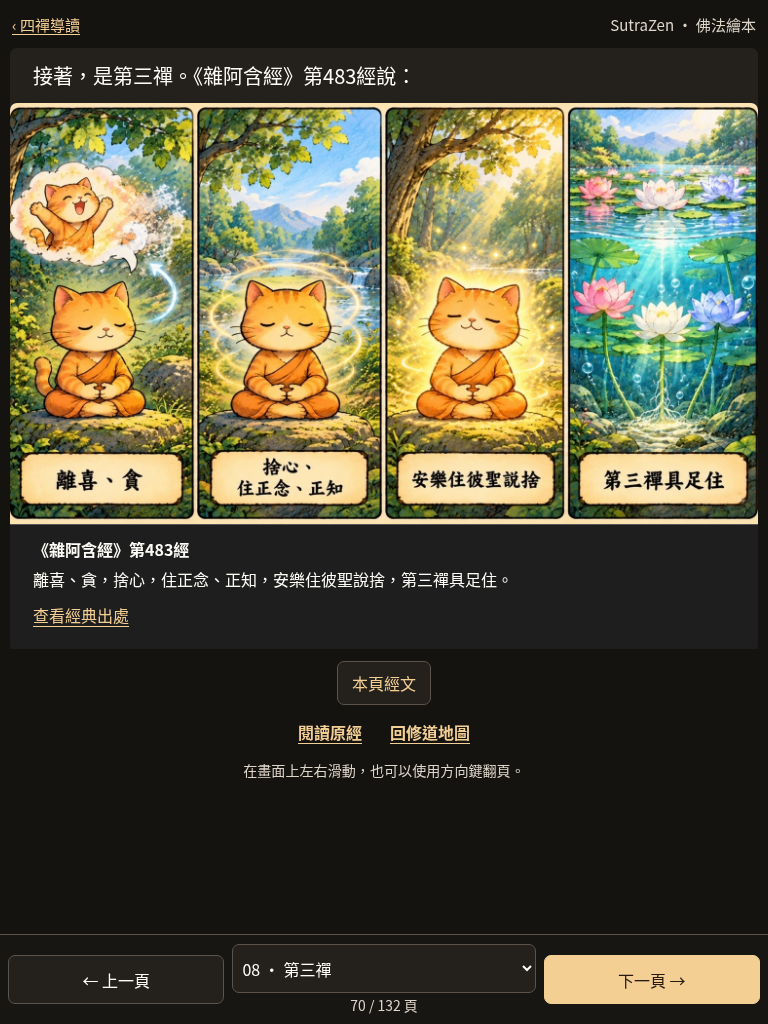 ‹ 四禪導讀
SutraZen · 佛法繪本
接著，是第三禪。《雜阿含經》第483經說：
離喜、貪
捨心、
住正念、正知
安樂住彼聖説捨
第三禪具足住
《雜阿含經》第483經
離喜、貪，捨心，住正念、正知，安樂住彼聖說捨，第三禪具足住。
查看經典出處
本頁經文
閱讀原經
回修道地圖
在畫面上左右滑動，也可以使用方向鍵翻頁。
← 上一頁
08 · 第三禪
下一頁 →
70 / 132 頁